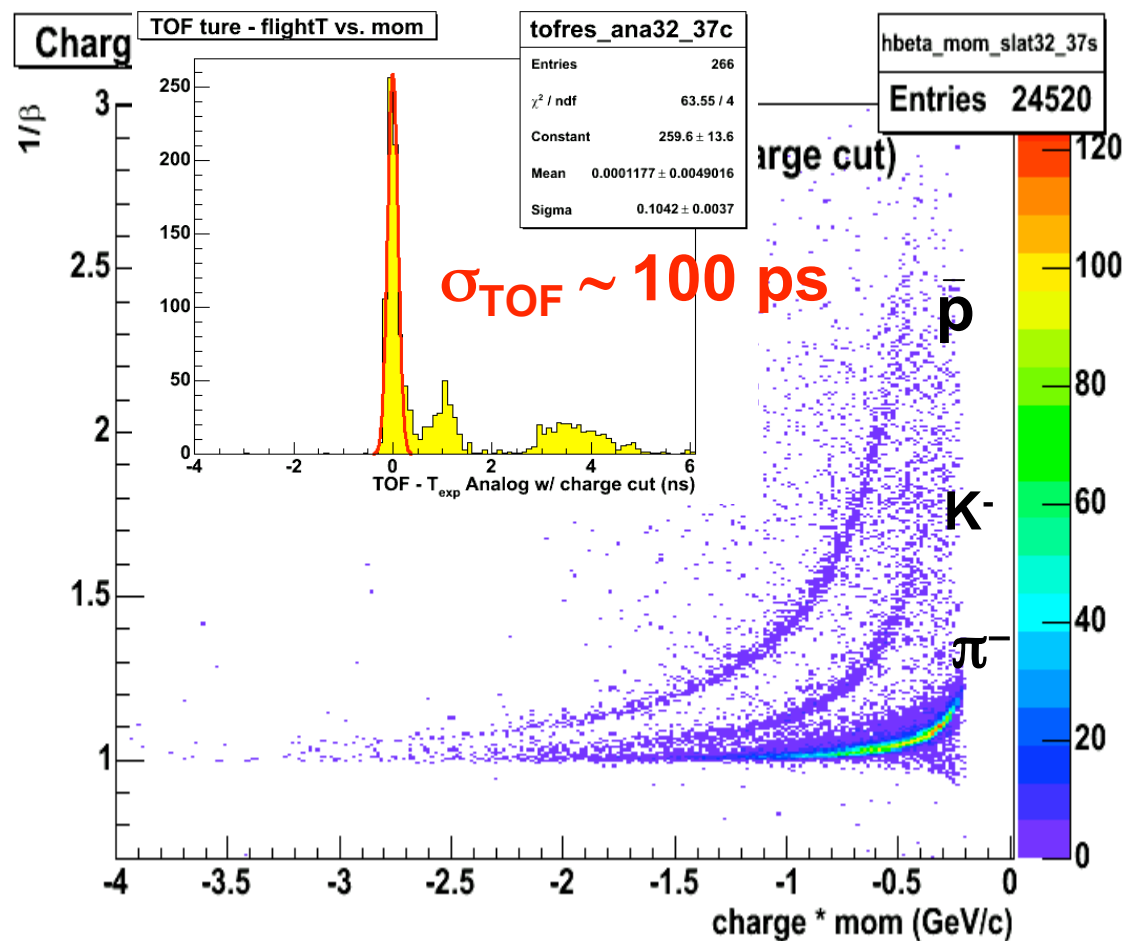 Charg
TOF ture - flightT vs. mom
tofres_ana32_37c
Entries 266
χ² / ndf 63.55 / 4
Constant 259.6 ± 13.6
Mean 0.0001177 ± 0.0049016
Sigma 0.1042 ± 0.0037
hbeta_mom_slat32_37s
Entries 24520
arge cut)
σTOF ~ 100 ps
250
200
150
100
50
0
-4 -2 0 2 4 6
TOF - Texp Analog w/ charge cut (ns)
1/β
3
2.5
2
1.5
1
p̄
K-
π−
120
100
80
60
40
20
0
-4 -3.5 -3 -2.5 -2 -1.5 -1 -0.5 0
charge * mom (GeV/c)